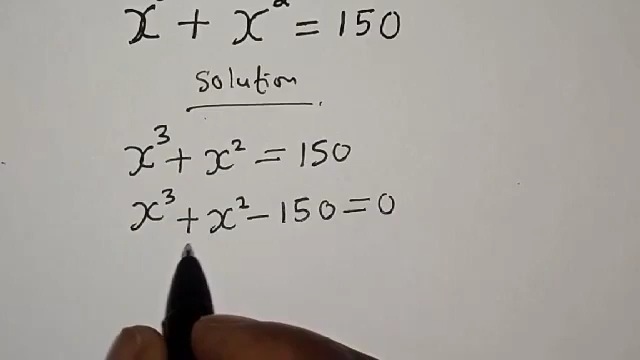 x + x² = 150
Solution
x³ + x² = 150
x³ + x² - 150 = 0